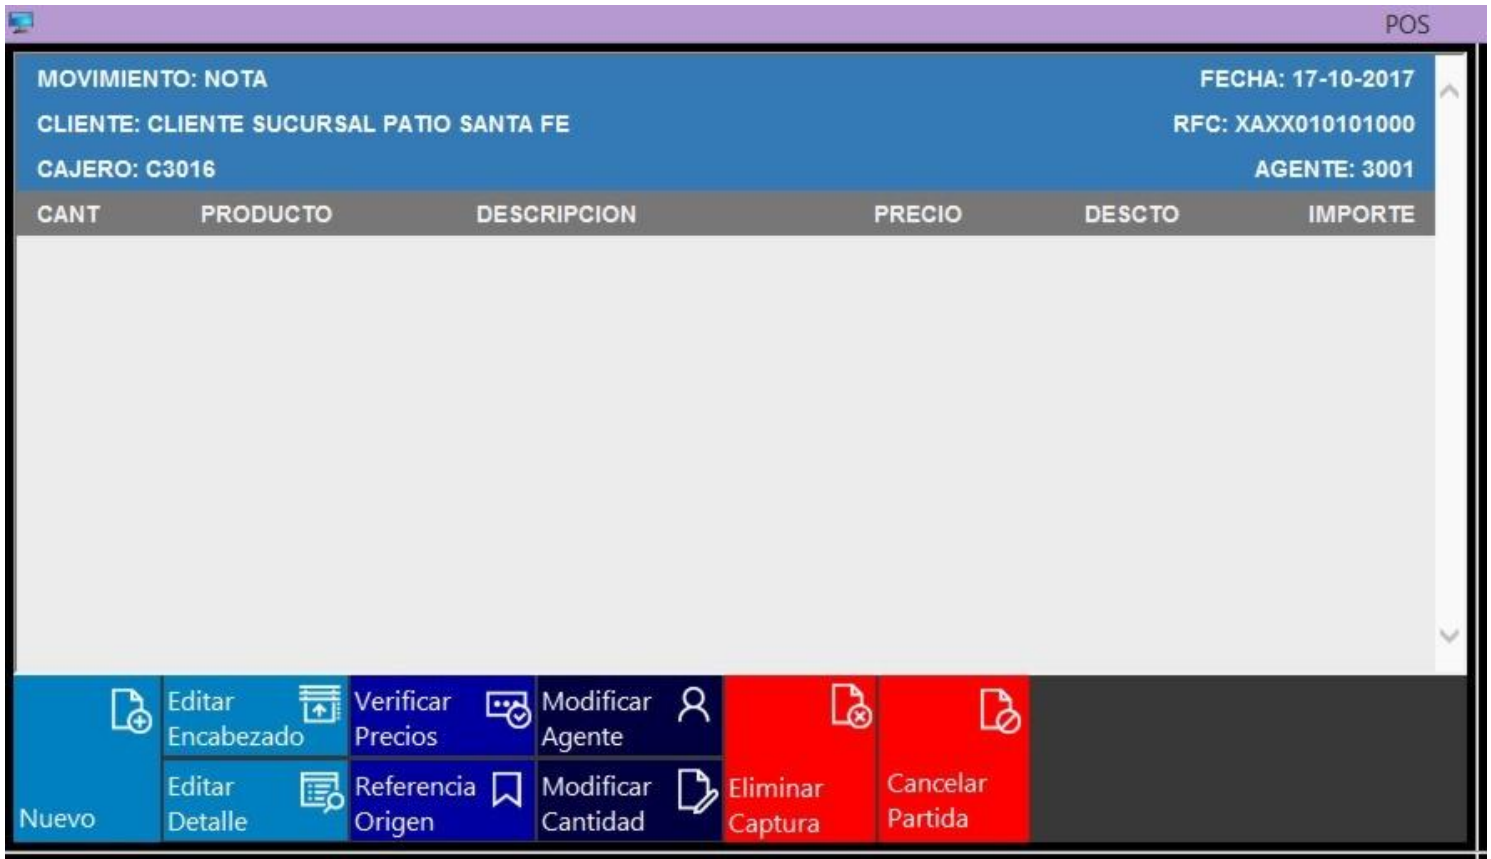 POS
MOVIMIENTO: NOTA FECHA: 17-10-2017
CLIENTE: CLIENTE SUCURSAL PATIO SANTA FE RFC: XAXX010101000
CAJERO: C3016 AGENTE: 3001
CANT PRODUCTO DESCRIPCION PRECIO DESCTO IMPORTE
Nuevo
Editar
Encabezado
Editar
Detalle
Verificar
Precios
Referencia
Origen
Modificar
Agente
Modificar
Cantidad
Eliminar
Captura
Cancelar
Partida